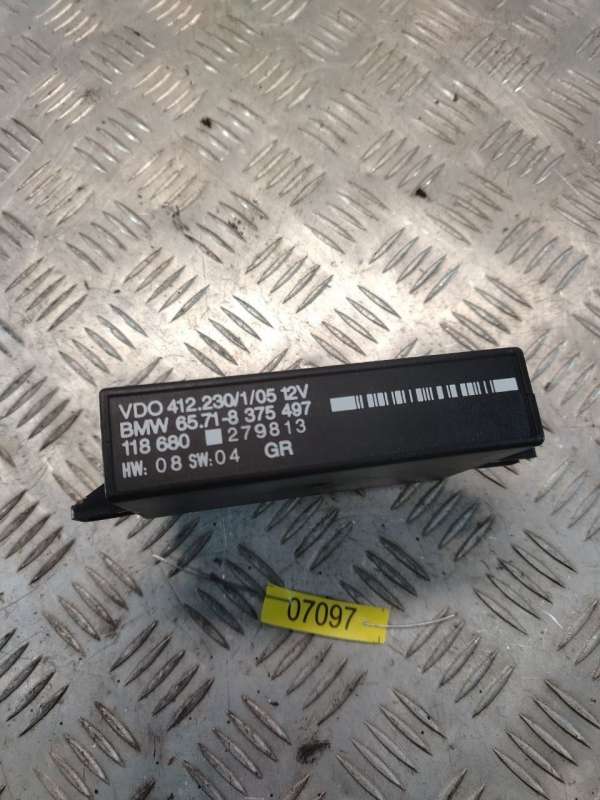 VDO 412.230/1/05 12V
BMW 65.71-8 375 497
118 680 279813
HW: 08 SW:04 GR
07097